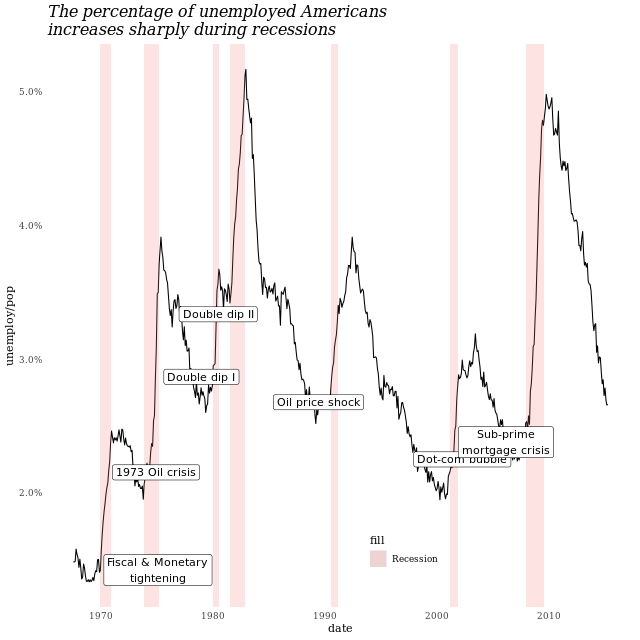 The percentage of unemployed Americans
increases sharply during recessions
5.0%
4.0%
3.0%
2.0%
unemploy/pop
Double dip II
Double dip I
Oil price shock
Sub-prime
mortgage crisis
Dot-com bubble
1973 Oil crisis
Fiscal & Monetary
tightening
fill
Recession
1970
1980
1990
2000
2010
date